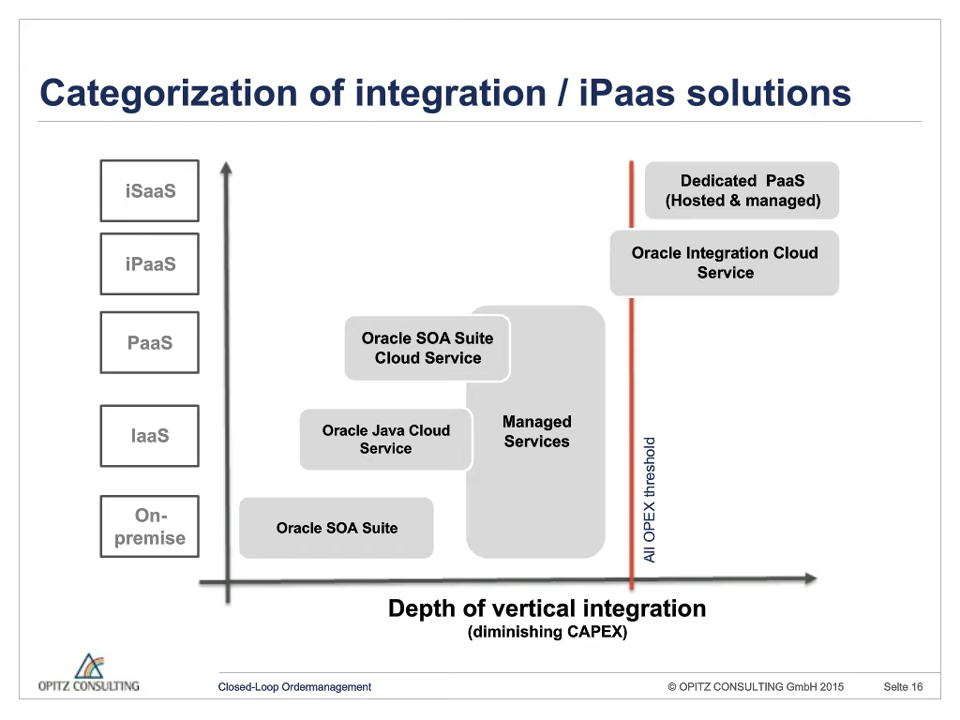 Categorization of integration / iPaas solutions
iSaaS
iPaaS
PaaS
IaaS
On-
premise
Dedicated PaaS
(Hosted & managed)
Oracle Integration Cloud
Service
Oracle SOA Suite
Cloud Service
Oracle Java Cloud
Service
Managed
Services
Oracle SOA Suite
All OPEX threshold
Depth of vertical integration
(diminishing CAPEX)
OPITZ CONSULTING
Closed-Loop Ordermanagement
© OPITZ CONSULTING GmbH 2015
Seite 16